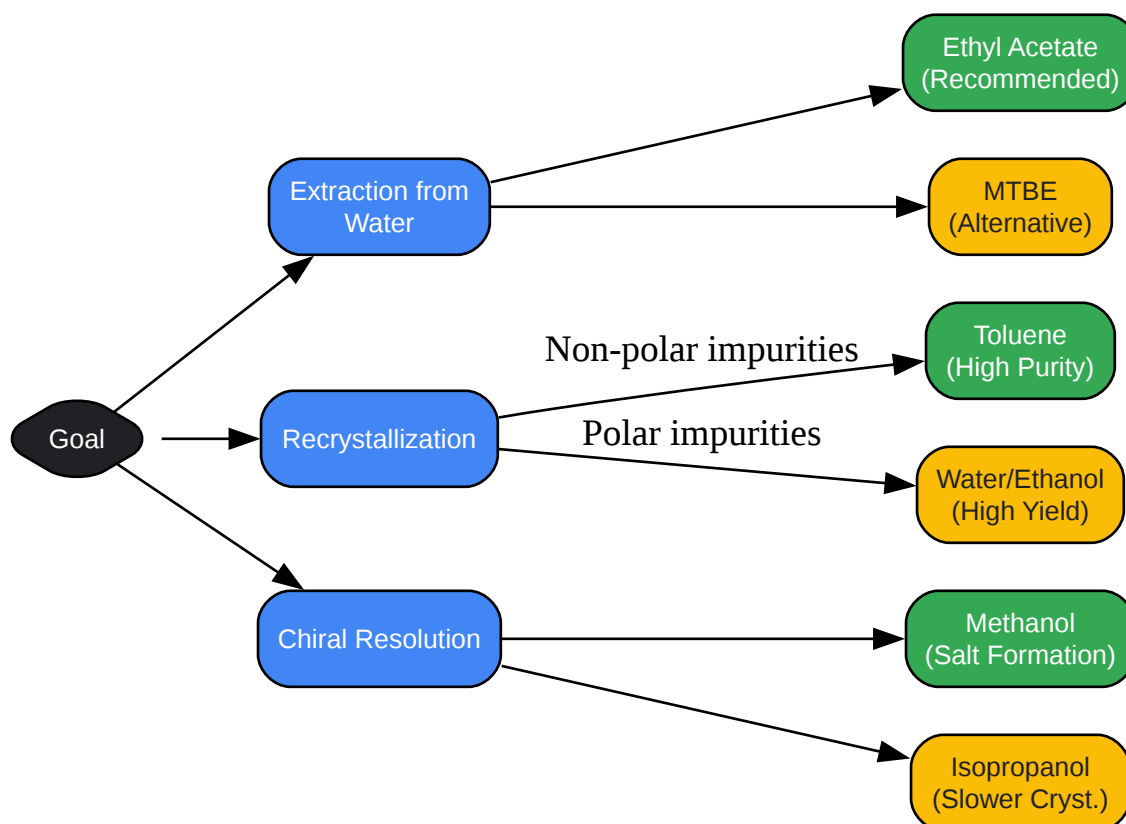 Ethyl Acetate
(Recommended)
Extraction from
Water
MTBE
(Alternative)
Non-polar impurities
Toluene
(High Purity)
Goal
Recrystallization
Polar impurities
Water/Ethanol
(High Yield)
Chiral Resolution
Methanol
(Salt Formation)
Isopropanol
(Slower Cryst.)